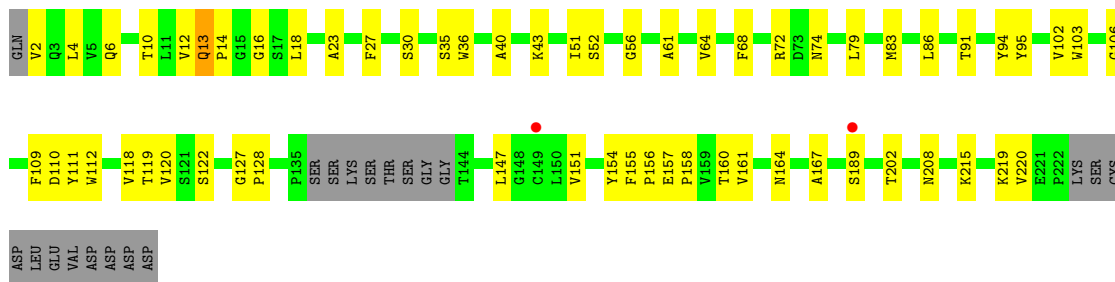 GLN V2 Q3 L4 V5 Q6 T10 L11 V12 Q13 P14 G15 G16 S17 L18 A23 F27 S30 S35 W36 A40 K43 I51 S52 G56 A61 V64 F68 R72 D73 N74 L79 M83 L86 T91 Y94 Y95 V102 W103
F109 D110 Y111 W112 V118 T119 V120 S121 S122 G127 P128 P135 SER SER LYS SER THR SER GLY GLY T144 L147 G148 C149 L150 V151 Y154 F155 P156 E157 P158 V159 T160 V161 N164 A167 S189 T202 N208 K215 K219 V220 E221 P222 LYS SER CYS
ASP LEU GLU VAL ASP ASP ASP ASP